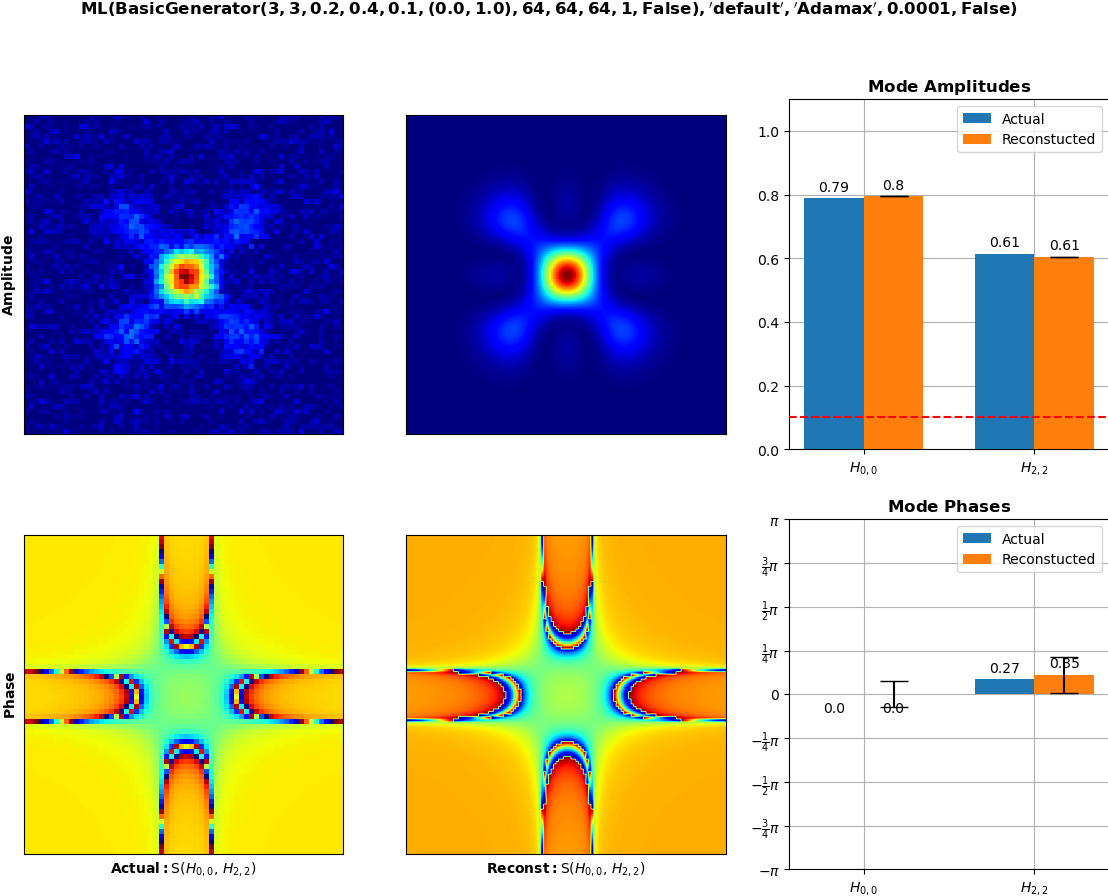 ML(BasicGenerator(3, 3, 0.2, 0.4, 0.1, (0.0, 1.0), 64, 64, 64, 1, False), 'default', 'Adamax', 0.0001, False)
Amplitude
Mode Amplitudes
Actual
Reconstucted
1.0
0.8
0.6
0.4
0.2
0.0
0.79
0.8
0.61
0.61
H0,0
H2,2
Phase
Actual: S(H0,0, H2,2)
Reconst: S(H0,0, H2,2)
Mode Phases
Actual
Reconstucted
π
3/4π
1/2π
1/4π
0
−1/4π
−1/2π
−3/4π
−π
0.0
0.0
0.27
0.35
H0,0
H2,2